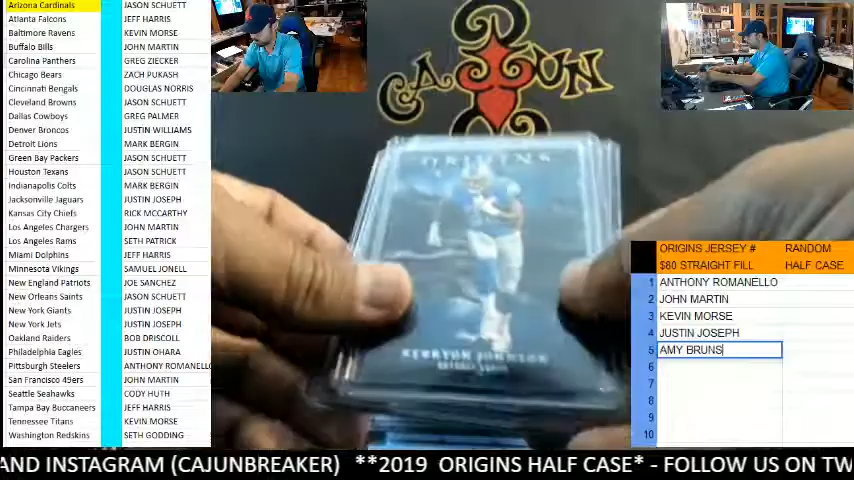 Arizona Cardinals JASON SCHUETT
Atlanta Falcons JEFF HARRIS
Baltimore Ravens KEVIN MORSE
Buffalo Bills JOHN MARTIN
Carolina Panthers GREG ZIECKER
Chicago Bears ZACH PUKASH
Cincinnati Bengals DOUGLAS NORRIS
Cleveland Browns JASON SCHUETT
Dallas Cowboys GREG PALMER
Denver Broncos JUSTIN WILLIAMS
Detroit Lions MARK BERGIN
Green Bay Packers JASON SCHUETT
Houston Texans JASON SCHUETT
Indianapolis Colts MARK BERGIN
Jacksonville Jaguars JUSTIN JOSEPH
Kansas City Chiefs RICK MCCARTHY
Los Angeles Chargers JOHN MARTIN
Los Angeles Rams SETH PATRICK
Miami Dolphins JEFF HARRIS
Minnesota Vikings SAMUEL JONELL
New England Patriots JOE SANCHEZ
New Orleans Saints JASON SCHUETT
New York Giants JUSTIN JOSEPH
New York Jets JUSTIN JOSEPH
Oakland Raiders BOB DRISCOLL
Philadelphia Eagles JUSTIN OHARA
Pittsburgh Steelers ANTHONY ROMANELLO
San Francisco 49ers JOHN MARTIN
Seattle Seahawks CODY HUTH
Tampa Bay Buccaneers JEFF HARRIS
Tennessee Titans KEVIN MORSE
Washington Redskins SETH GODDING
CAJUN
ORIGINS
KERRYON JOHNSON
DETROIT LIONS
ORIGINS JERSEY # RANDOM
$80 STRAIGHT FILL HALF CASE
1 ANTHONY ROMANELLO
2 JOHN MARTIN
3 KEVIN MORSE
4 JUSTIN JOSEPH
5 AMY BRUNS
6
7
8
9
10
AND INSTAGRAM (CAJUNBREAKER) **2019 ORIGINS HALF CASE* - FOLLOW US ON TW